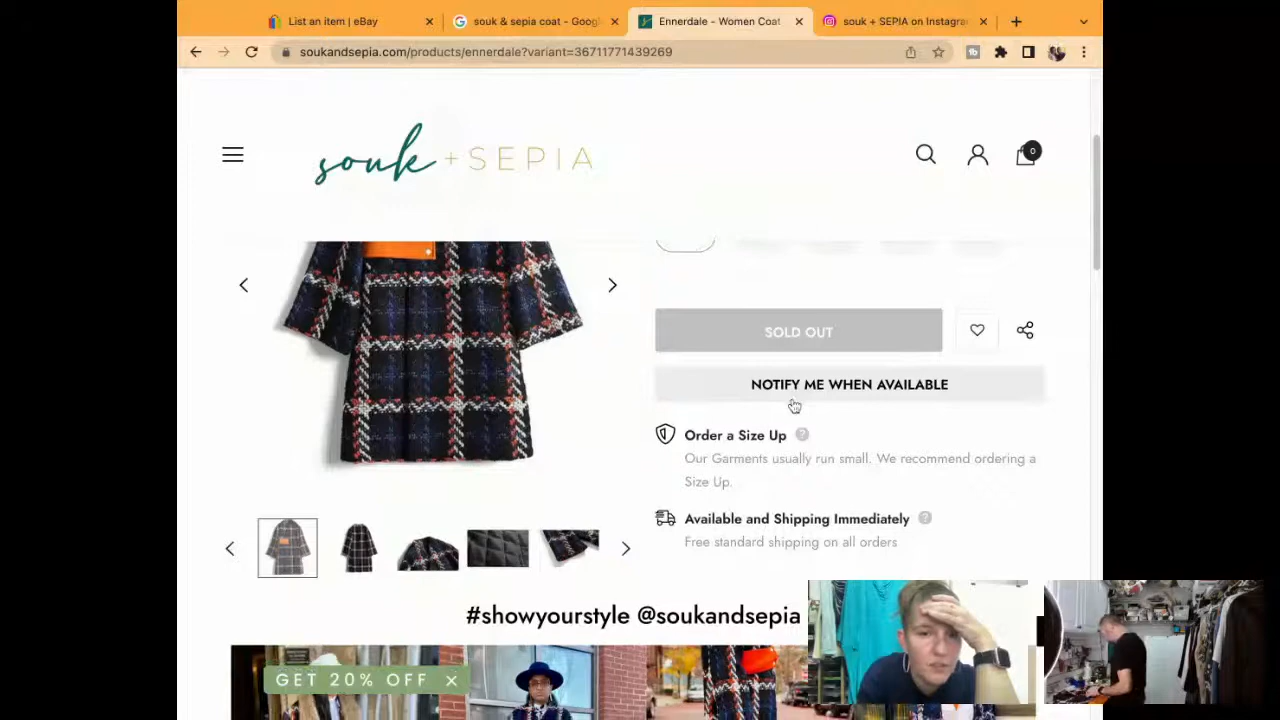 List an item | eBay
souk & sepia coat - Goog
Ennerdale - Women Coat
souk + SEPIA on Instagra
soukandsepia.com/products/ennerdale?variant=36711771439269
souk + SEPIA
0
SOLD OUT
NOTIFY ME WHEN AVAILABLE
Order a Size Up ?
Our Garments usually run small. We recommend ordering a
Size Up.
Available and Shipping Immediately ?
Free standard shipping on all orders
#showyourstyle @soukandsepia
GET 20% OFF